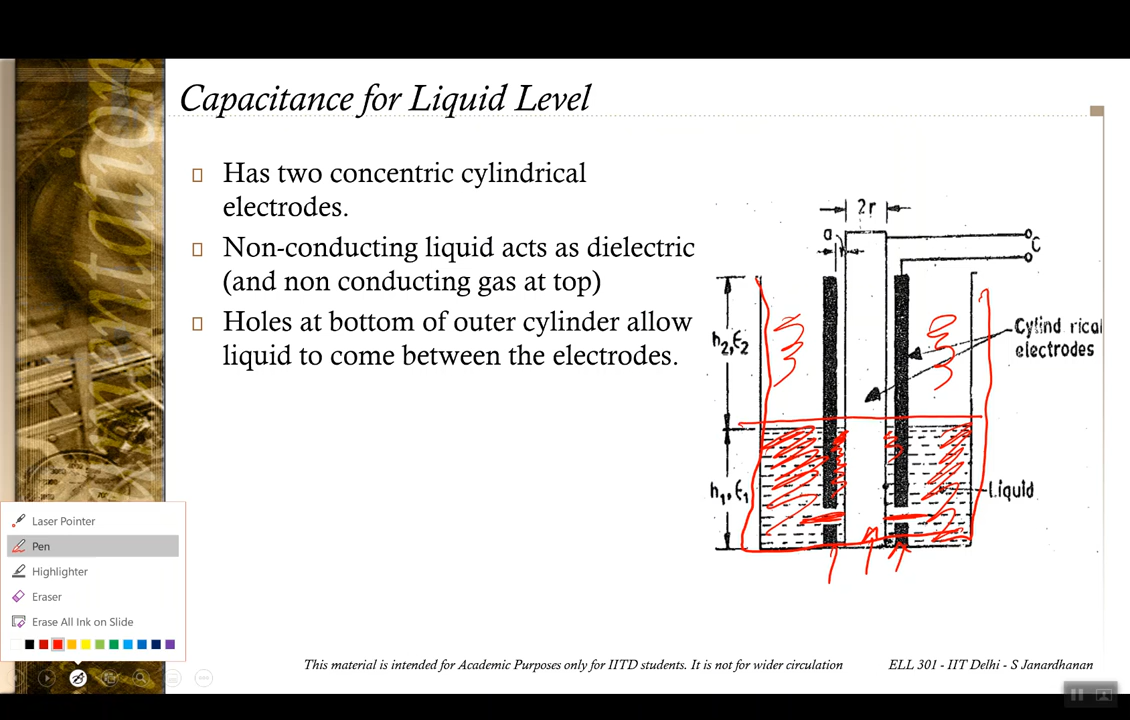 Capacitance for Liquid Level
Has two concentric cylindrical
electrodes.
Non-conducting liquid acts as dielectric
(and non conducting gas at top)
Holes at bottom of outer cylinder allow
liquid to come between the electrodes.
2r
a
C
h2,ε2
Cylind rical
electrodes
h1,ε1
Liquid
Laser Pointer
Pen
Highlighter
Eraser
Erase All Ink on Slide
This material is intended for Academic Purposes only for IITD students. It is not for wider circulation
ELL 301 - IIT Delhi - S Janardhanan